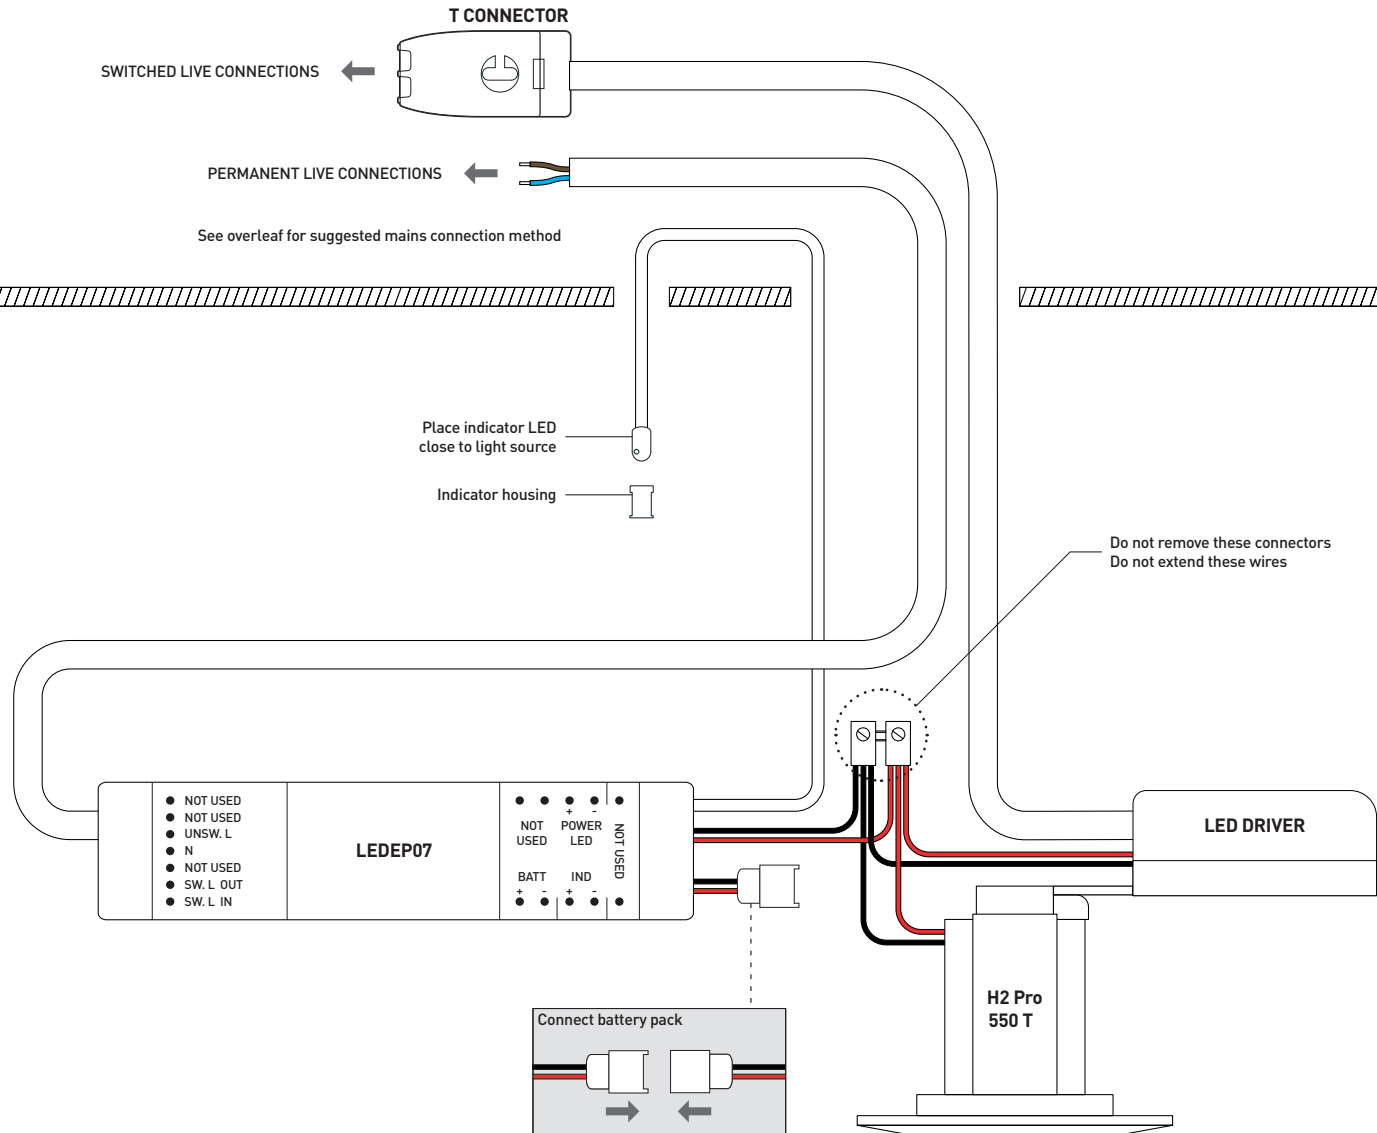 T CONNECTOR
SWITCHED LIVE CONNECTIONS
PERMANENT LIVE CONNECTIONS
See overleaf for suggested mains connection method
Place indicator LED
close to light source
Indicator housing
Do not remove these connectors
Do not extend these wires
NOT USED
NOT USED
UNSW. L
N
NOT USED
SW. L OUT
SW. L IN
LEDEP07
+ -
NOT USED
POWER LED
NOT USED
BATT
+ -
IND
+ -
LED DRIVER
H2 Pro
550 T
Connect battery pack